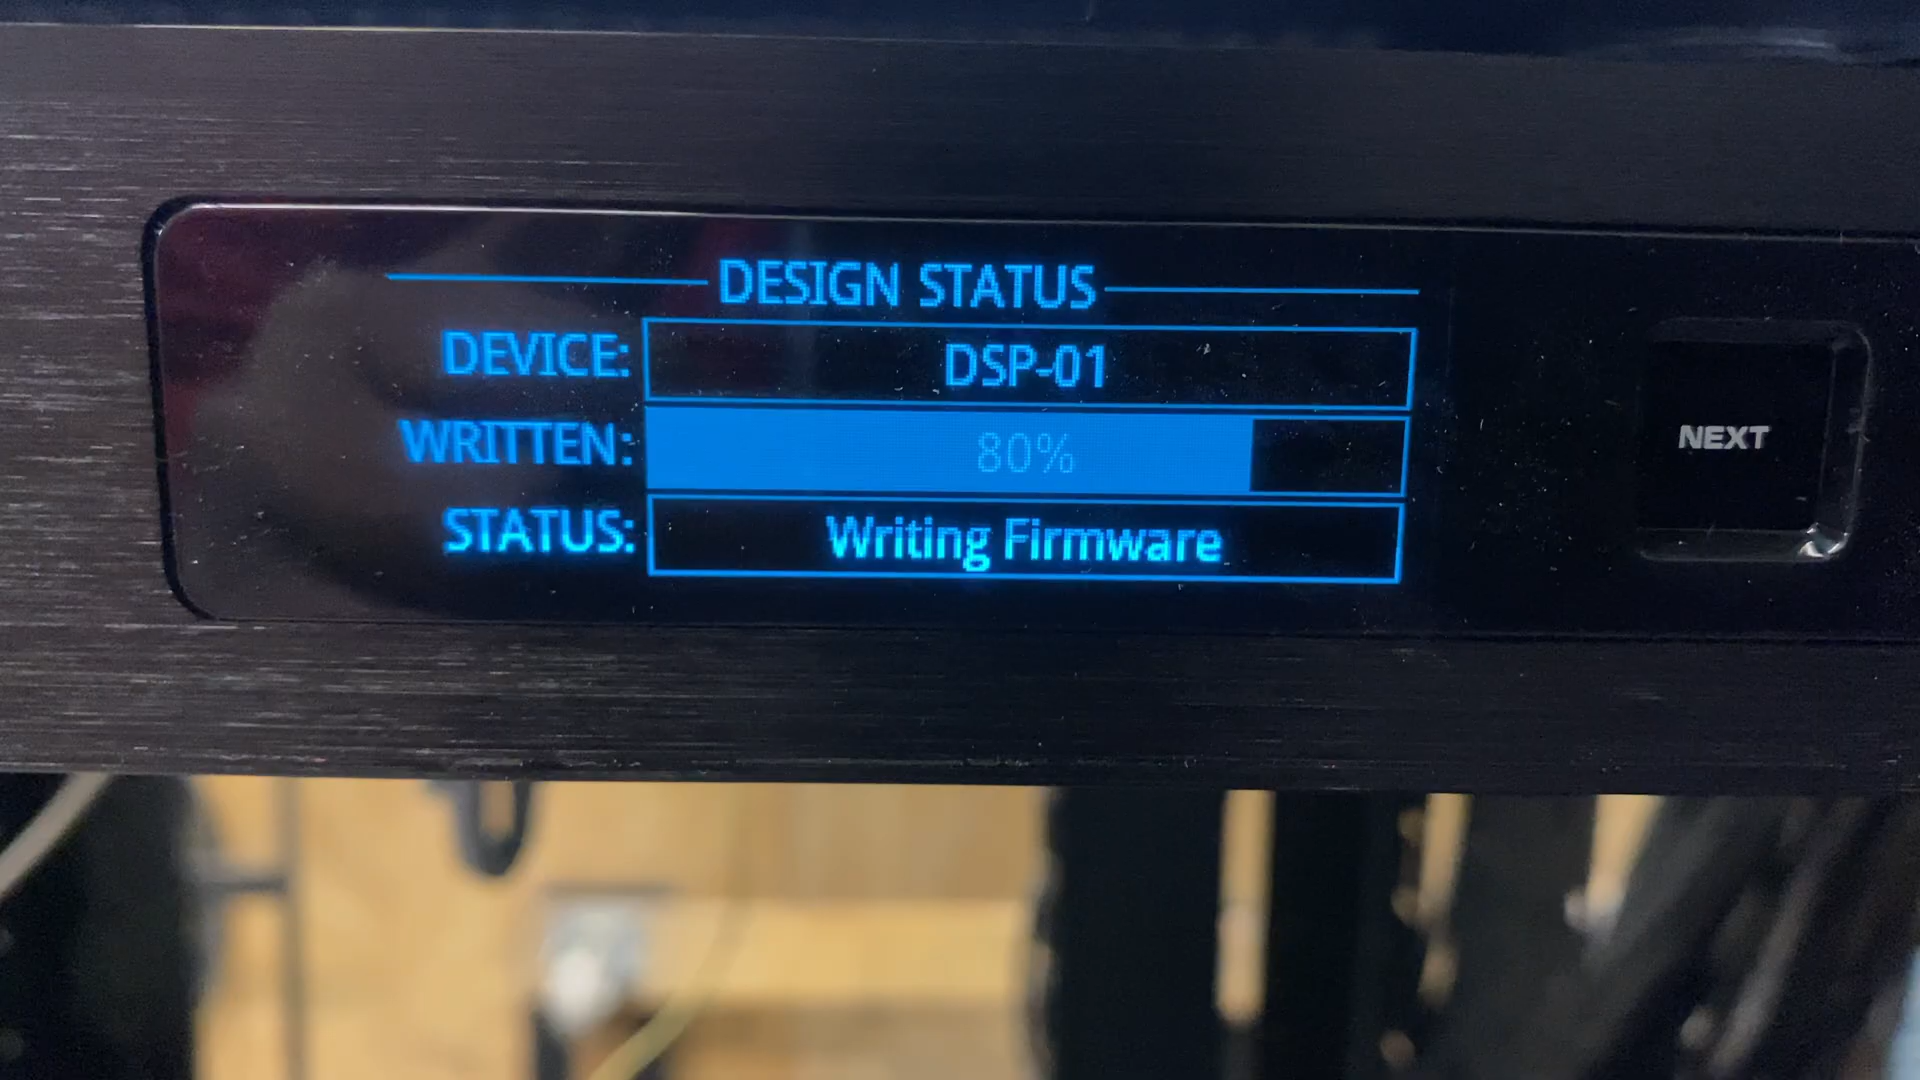 DESIGN STATUS
DEVICE: DSP-01
WRITTEN: 80%
NEXT
STATUS: Writing Firmware